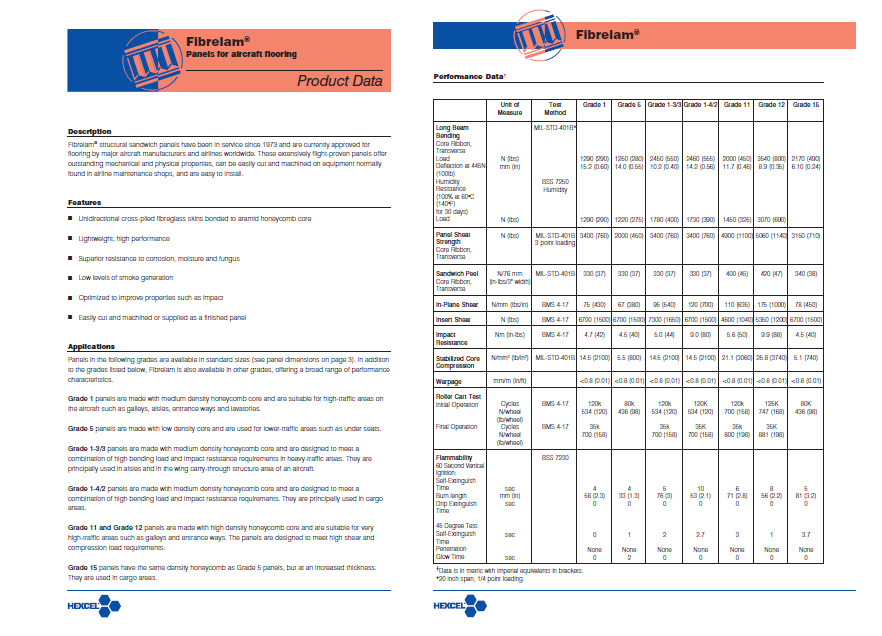 Fibrelam®
Panels for aircraft flooring
Product Data
Description
Fibrelam® structural sandwich panels have been in service since 1973 and are currently approved for
flooring by major aircraft manufacturers and airlines worldwide. These extensively flight-proven panels offer
outstanding mechanical and physical properties, can be easily cut and machined on equipment normally
found in airline maintenance shops, and are easy to install.
Features
■ Unidirectional cross-plied fibreglass skins bonded to aramid honeycomb core
■ Lightweight, high performance
■ Superior resistance to corrosion, moisture and fungus
■ Low levels of smoke generation
■ Optimized to improve properties such as impact
■ Easily cut and machined or supplied as a finished panel
Applications
Panels in the following grades are available in standard sizes (see panel dimensions on page 3). In addition
to the grades listed below, Fibrelam is also available in other grades, offering a broad range of performance
characteristics.
Grade 1 panels are made with medium density honeycomb core and are suitable for high-traffic areas on
the aircraft such as galleys, aisles, entrance ways and lavatories.
Grade 5 panels are made with low density core and are used for lower-traffic areas such as under seats.
Grade 1-3/3 panels are made with medium density honeycomb core and are designed to meet a
combination of high bending load and impact resistance requirements in heavy-traffic areas. They are
principally used in aisles and in the wing carry-through structure area of an aircraft.
Grade 1-4/2 panels are made with medium density honeycomb core and are designed to meet a
combination of high bending load and impact resistance requirements. They are principally used in cargo
areas.
Grade 11 and Grade 12 panels are made with high density honeycomb core and are suitable for very
high-traffic areas such as galleys and entrance ways. The panels are designed to meet high shear and
compression load requirements.
Grade 15 panels have the same density honeycomb as Grade 5 panels, but at an increased thickness.
They are used in cargo areas.
HEXCEL
Fibrelam®
Performance Data†
Unit of Measure Test Method Grade 1 Grade 5 Grade 1-3/3 Grade 1-4/2 Grade 11 Grade 12 Grade 15
Long Beam MIL-STD-401B*
Bending
Core Ribbon,
Transverse
Load N (lbs) 1290 (290) 1250 (280) 2450 (550) 2460 (555) 2000 (450) 3540 (800) 2170 (490)
Deflection at 445N mm (in) 15.2 (0.60) 14.0 (0.55) 10.2 (0.40) 14.2 (0.56) 11.7 (0.46) 8.9 (0.35) 6.10 (0.24)
(100lb)
Humidity BSS 7250
Resistance Humidity
(100% at 60°C
(140°F)
for 30 days)
Load N (lbs) 1290 (290) 1220 (275) 1780 (400) 1730 (390) 1450 (325) 3070 (690)
Panel Shear N (lbs) MIL-STD-401B 3400 (760) 2000 (450) 3400 (760) 3400 (760) 4900 (1100) 5060 (1140) 3150 (710)
Strength 3 point loading
Core Ribbon,
Transverse
Sandwich Peel N/76 mm MIL-STD-401B 330 (37) 330 (37) 330 (37) 330 (37) 400 (45) 420 (47) 340 (38)
Core Ribbon, (in-lbs/3" width)
Transverse
In-Plane Shear N/mm (lbs/in) BMS 4-17 75 (430) 67 (380) 95 (540) 120 (700) 110 (635) 175 (1000) 78 (450)
Insert Shear N (lbs) BMS 4-17 6700 (1500) 6700 (1500) 7300 (1650) 6700 (1500) 4600 (1040) 5350 (1200) 6700 (1500)
Impact Nm (in-lbs) BMS 4-17 4.7 (42) 4.5 (40) 5.0 (44) 9.0 (80) 5.6 (50) 9.9 (88) 4.5 (40)
Resistance
Stabilized Core N/mm² (lb/in²) MIL-STD-401B 14.5 (2100) 5.5 (800) 14.5 (2100) 14.5 (2100) 21.1 (3060) 25.8 (3740) 5.1 (740)
Compression
Warpage mm/m (in/ft) <0.8 (0.01) <0.8 (0.01) <0.8 (0.01) <0.8 (0.01) <0.8 (0.01) <0.8 (0.01) <0.8 (0.01)
Roller Cart Test
Initial Operation Cycles BMS 4-17 120k 80k 120k 120K 120k 125K 80K
N/wheel 534 (120) 436 (98) 534 (120) 534 (120) 700 (158) 747 (168) 436 (98)
(lb/wheel)
Final Operation Cycles BMS 4-17 35k 35k 35K 35k 35K
N/wheel 700 (158) 700 (158) 700 (158) 800 (198) 881 (198)
(lb/wheel)
Flammability BSS 7230
60 Second Vertical
Ignition:
Self-Extinguish
Time sec 4 4 5 10 6 8 5
Burn length mm (in) 58 (2.3) 33 (1.3) 76 (3) 53 (2.1) 71 (2.8) 56 (2.2) 81 (3.2)
Drip Extinguish sec 0 0 0 0 0 0 0
Time
45 Degree Test:
Self-Extinguish sec 0 1 2 2.7 3 1 3.7
Time
Penetration None None None None None None None
Glow Time sec 0 2 0 0 0 0 0
†Data is in metric with imperial equivalents in brackets.
*20 inch span, 1/4 point loading.
HEXCEL